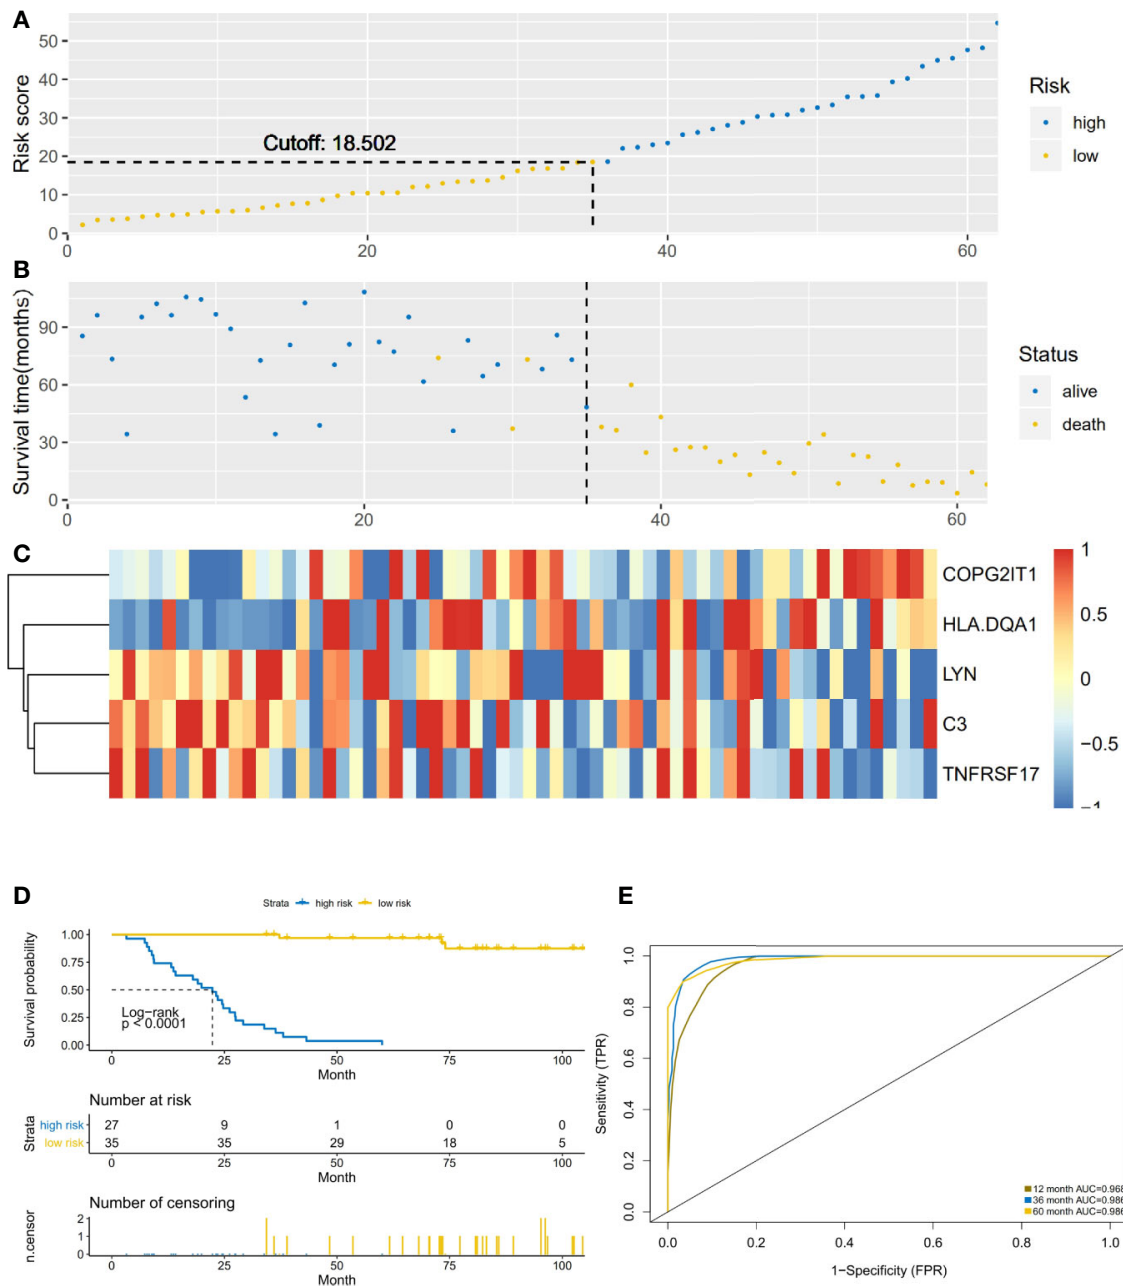 A
Risk score
50
40
30
20
10
0
Cutoff: 18.502
0
20
40
60
Risk
high
low
B
Survival time(months)
90
60
30
0
0
20
40
60
Status
alive
death
C
COPG2IT1
HLA.DQA1
LYN
C3
TNFRSF17
1
0.5
0
−0.5
−1
D
Strata high risk low risk
Survival probability
1.00
0.75
0.50
0.25
0.00
Log−rank
p < 0.0001
0 25 50 75 100
Month
Number at risk
Strata
high risk 27 9 1 0 0
low risk 35 35 29 18 5
0 25 50 75 100
Month
Number of censoring
n.censor
2
1
0
0 25 50 75 100
Month
E
Sensitivity (TPR)
1.0
0.8
0.6
0.4
0.2
0.0
12 month AUC=0.968
36 month AUC=0.986
60 month AUC=0.986
0.0 0.2 0.4 0.6 0.8 1.0
1−Specificity (FPR)